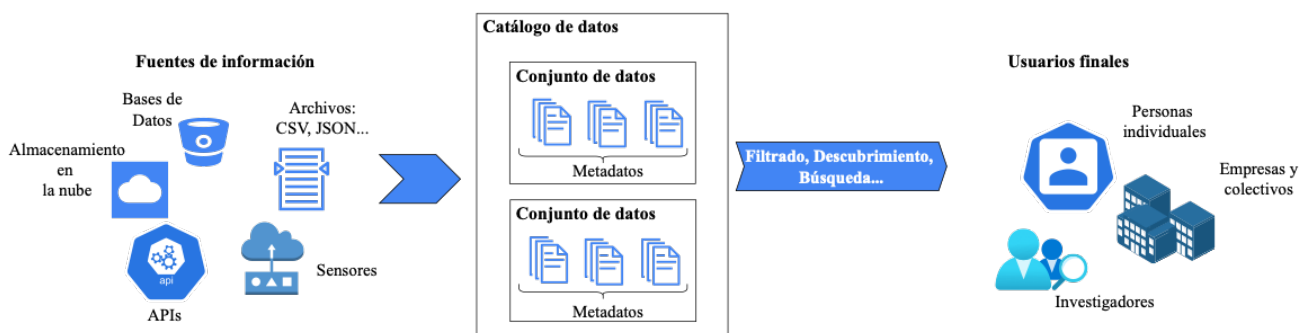 Fuentes de información
Bases de
Datos
Archivos:
CSV, JSON...
Almacenamiento
en
la nube
api
APIs
Sensores
Catálogo de datos
Conjunto de datos
Metadatos
Conjunto de datos
Metadatos
Filtrado, Descubrimiento,
Búsqueda...
Usuarios finales
Personas
individuales
Empresas y
colectivos
Investigadores